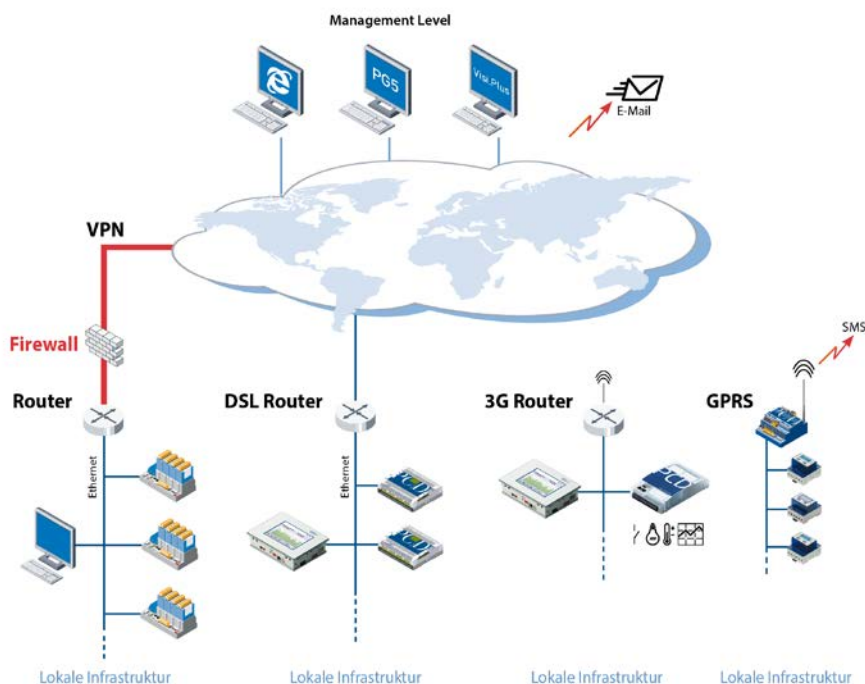 Management Level
PG5
Visi.Plus
E-Mail
VPN
Firewall
SMS
Router
DSL Router
3G Router
GPRS
Ethernet
Ethernet
PCD
Lokale Infrastruktur
Lokale Infrastruktur
Lokale Infrastruktur
Lokale Infrastruktur